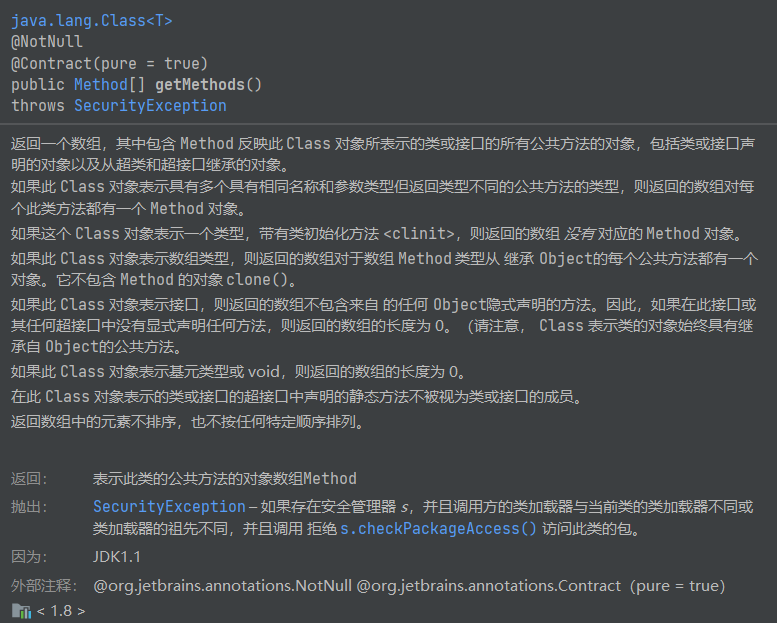 java.lang.Class<T>
@NotNull
@Contract(pure = true)
public Method[] getMethods()
throws SecurityException
返回一个数组，其中包含 Method 反映此 Class 对象所表示的类或接口的所有公共方法的对象，包括类或接口声
明的对象以及从超类和超接口继承的对象。
如果此 Class 对象表示具有多个具有相同名称和参数类型但返回类型不同的公共方法的类型，则返回的数组对每
个此类方法都有一个 Method 对象。
如果这个 Class 对象表示一个类型，带有类初始化方法 <clinit>，则返回的数组 没有 对应的 Method 对象。
如果此 Class 对象表示数组类型，则返回的数组对于数组 Method 类型从 继承 Object的每个公共方法都有一个
对象。它不包含 Method 的对象 clone()。
如果此 Class 对象表示接口，则返回的数组不包含来自 的任何 Object隐式声明的方法。因此，如果在此接口或
其任何超接口中没有显式声明任何方法，则返回的数组的长度为 0。（请注意， Class 表示类的对象始终具有继
承自 Object的公共方法。
如果此 Class 对象表示基元类型或 void，则返回的数组的长度为 0。
在此 Class 对象表示的类或接口的超接口中声明的静态方法不被视为类或接口的成员。
返回数组中的元素不排序，也不按任何特定顺序排列。
返回： 表示此类的公共方法的对象数组Method
抛出： SecurityException – 如果存在安全管理器 s，并且调用方的类加载器与当前类的类加载器不同或
类加载器的祖先不同，并且调用 拒绝 s.checkPackageAccess() 访问此类的包。
因为： JDK1.1
外部注释： @org.jetbrains.annotations.NotNull @org.jetbrains.annotations.Contract（pure = true）
< 1.8 >